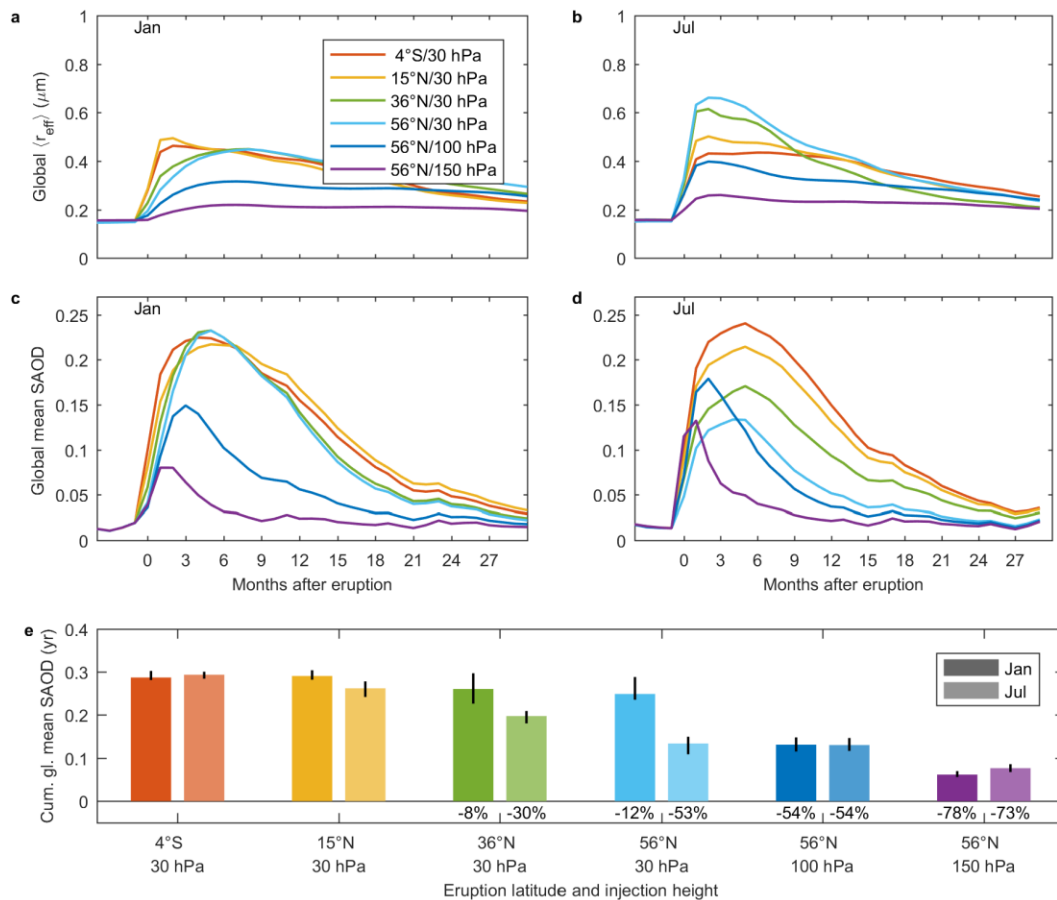 a
Jan
1
0.8
0.6
0.4
0.2
0
Global ⟨r_eff⟩ (μm)
4°S/30 hPa
15°N/30 hPa
36°N/30 hPa
56°N/30 hPa
56°N/100 hPa
56°N/150 hPa
b
Jul
1
0.8
0.6
0.4
0.2
0
c
Jan
0.25
0.2
0.15
0.1
0.05
0
Global mean SAOD
0 3 6 9 12 15 18 21 24 27
Months after eruption
d
Jul
0.25
0.2
0.15
0.1
0.05
0
0 3 6 9 12 15 18 21 24 27
Months after eruption
e
0.4
0.3
0.2
0.1
0
Cum. gl. mean SAOD (yr)
Jan
Jul
-8% -30% -12% -53% -54% -54% -78% -73%
4°S 15°N 36°N 56°N 56°N 56°N
30 hPa 30 hPa 30 hPa 30 hPa 100 hPa 150 hPa
Eruption latitude and injection height